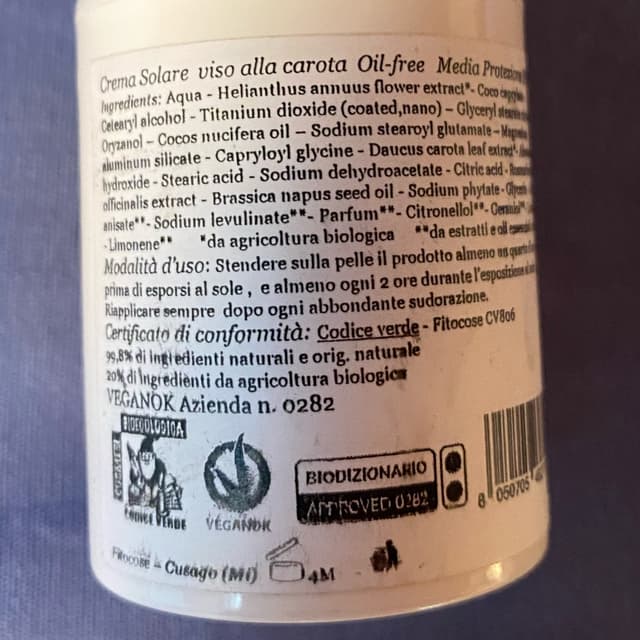 Crema Solare viso alla carota Oil-free Media Protezione
Ingredients: Aqua - Helianthus annuus flower extract*- Coco
Cetearyl alcohol - Titanium dioxide (coated,nano) – Glyceryl
Oryzanol – Cocos nucifera oil – Sodium stearoyl glutamate –
aluminum silicate - Capryloyl glycine - Daucus carota leaf extract*-
hydroxide - Stearic acid - Sodium dehydroacetate - Citric acid -
officinalis extract - Brassica napus seed oil - Sodium phytate-
anisate**- Sodium levulinate**- Parfum**- Citronellol**-
-Limonene** *da agricoltura biologica **da estratti e oli
Modalità d'uso: Stendere sulla pelle il prodotto almeno un quarto
prima di esporsi al sole , e almeno ogni 2 ore durante l'esposizione
Riapplicare sempre dopo ogni abbondante sudorazione.
Certificato di conformità: Codice verde - Fitocose CV806
99,8% di Ingredienti naturali e orig. naturale
20% di Ingredienti da agricoltura biologica
VEGANOK Azienda n. 0282
BIOECOLOGICA
CODICE VERDE
VEGANOK
BIODIZIONARIO
APPROVED 0282
8 050705
Fitocose - Cusago (MI) 4M